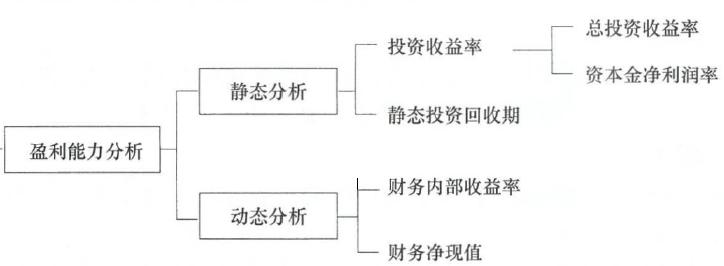 总投资收益率
投资收益率
资本金净利润率
静态分析
静态投资回收期
盈利能力分析
财务内部收益率
动态分析
财务净现值